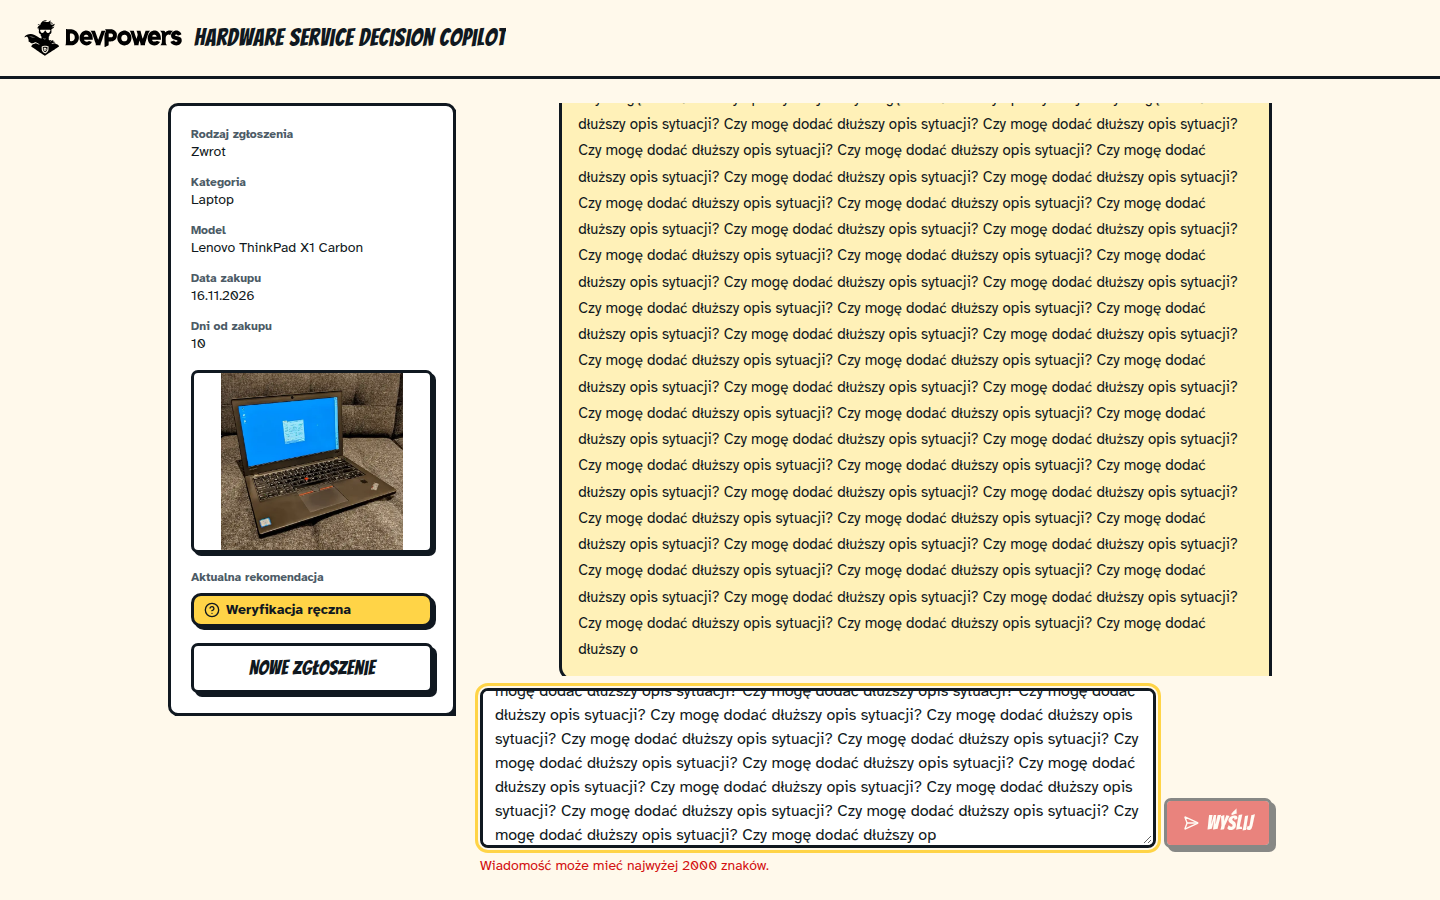 DevPowers
HARDWARE SERVICE DECISION COPILOT
Rodzaj zgłoszenia
Zwrot
Kategoria
Laptop
Model
Lenovo ThinkPad X1 Carbon
Data zakupu
16.11.2026
Dni od zakupu
10
Aktualna rekomendacja
Weryfikacja ręczna
NOWE ZGŁOSZENIE
dłuższy opis sytuacji? Czy mogę dodać dłuższy opis sytuacji? Czy mogę dodać dłuższy opis sytuacji?
Czy mogę dodać dłuższy opis sytuacji? Czy mogę dodać dłuższy opis sytuacji? Czy mogę dodać
dłuższy opis sytuacji? Czy mogę dodać dłuższy opis sytuacji? Czy mogę dodać dłuższy opis sytuacji?
Czy mogę dodać dłuższy opis sytuacji? Czy mogę dodać dłuższy opis sytuacji? Czy mogę dodać
dłuższy opis sytuacji? Czy mogę dodać dłuższy opis sytuacji? Czy mogę dodać dłuższy opis sytuacji?
Czy mogę dodać dłuższy opis sytuacji? Czy mogę dodać dłuższy opis sytuacji? Czy mogę dodać
dłuższy opis sytuacji? Czy mogę dodać dłuższy opis sytuacji? Czy mogę dodać dłuższy opis sytuacji?
Czy mogę dodać dłuższy opis sytuacji? Czy mogę dodać dłuższy opis sytuacji? Czy mogę dodać
dłuższy opis sytuacji? Czy mogę dodać dłuższy opis sytuacji? Czy mogę dodać dłuższy opis sytuacji?
Czy mogę dodać dłuższy opis sytuacji? Czy mogę dodać dłuższy opis sytuacji? Czy mogę dodać
dłuższy opis sytuacji? Czy mogę dodać dłuższy opis sytuacji? Czy mogę dodać dłuższy opis sytuacji?
Czy mogę dodać dłuższy opis sytuacji? Czy mogę dodać dłuższy opis sytuacji? Czy mogę dodać
dłuższy opis sytuacji? Czy mogę dodać dłuższy opis sytuacji? Czy mogę dodać dłuższy opis sytuacji?
Czy mogę dodać dłuższy opis sytuacji? Czy mogę dodać dłuższy opis sytuacji? Czy mogę dodać
dłuższy opis sytuacji? Czy mogę dodać dłuższy opis sytuacji? Czy mogę dodać dłuższy opis sytuacji?
Czy mogę dodać dłuższy opis sytuacji? Czy mogę dodać dłuższy opis sytuacji? Czy mogę dodać
dłuższy opis sytuacji? Czy mogę dodać dłuższy opis sytuacji? Czy mogę dodać dłuższy opis sytuacji?
Czy mogę dodać dłuższy opis sytuacji? Czy mogę dodać dłuższy opis sytuacji? Czy mogę dodać
dłuższy opis sytuacji? Czy mogę dodać dłuższy opis sytuacji? Czy mogę dodać dłuższy opis sytuacji?
Czy mogę dodać dłuższy opis sytuacji? Czy mogę dodać dłuższy opis sytuacji? Czy mogę dodać
dłuższy o
mogę dodać dłuższy opis sytuacji? Czy mogę dodać dłuższy opis sytuacji? Czy mogę dodać
dłuższy opis sytuacji? Czy mogę dodać dłuższy opis sytuacji? Czy mogę dodać dłuższy opis
sytuacji? Czy mogę dodać dłuższy opis sytuacji? Czy mogę dodać dłuższy opis sytuacji? Czy
mogę dodać dłuższy opis sytuacji? Czy mogę dodać dłuższy opis sytuacji? Czy mogę dodać
dłuższy opis sytuacji? Czy mogę dodać dłuższy opis sytuacji? Czy mogę dodać dłuższy opis
sytuacji? Czy mogę dodać dłuższy opis sytuacji? Czy mogę dodać dłuższy opis sytuacji? Czy
mogę dodać dłuższy opis sytuacji? Czy mogę dodać dłuższy op
WYŚLIJ
Wiadomość może mieć najwyżej 2000 znaków.